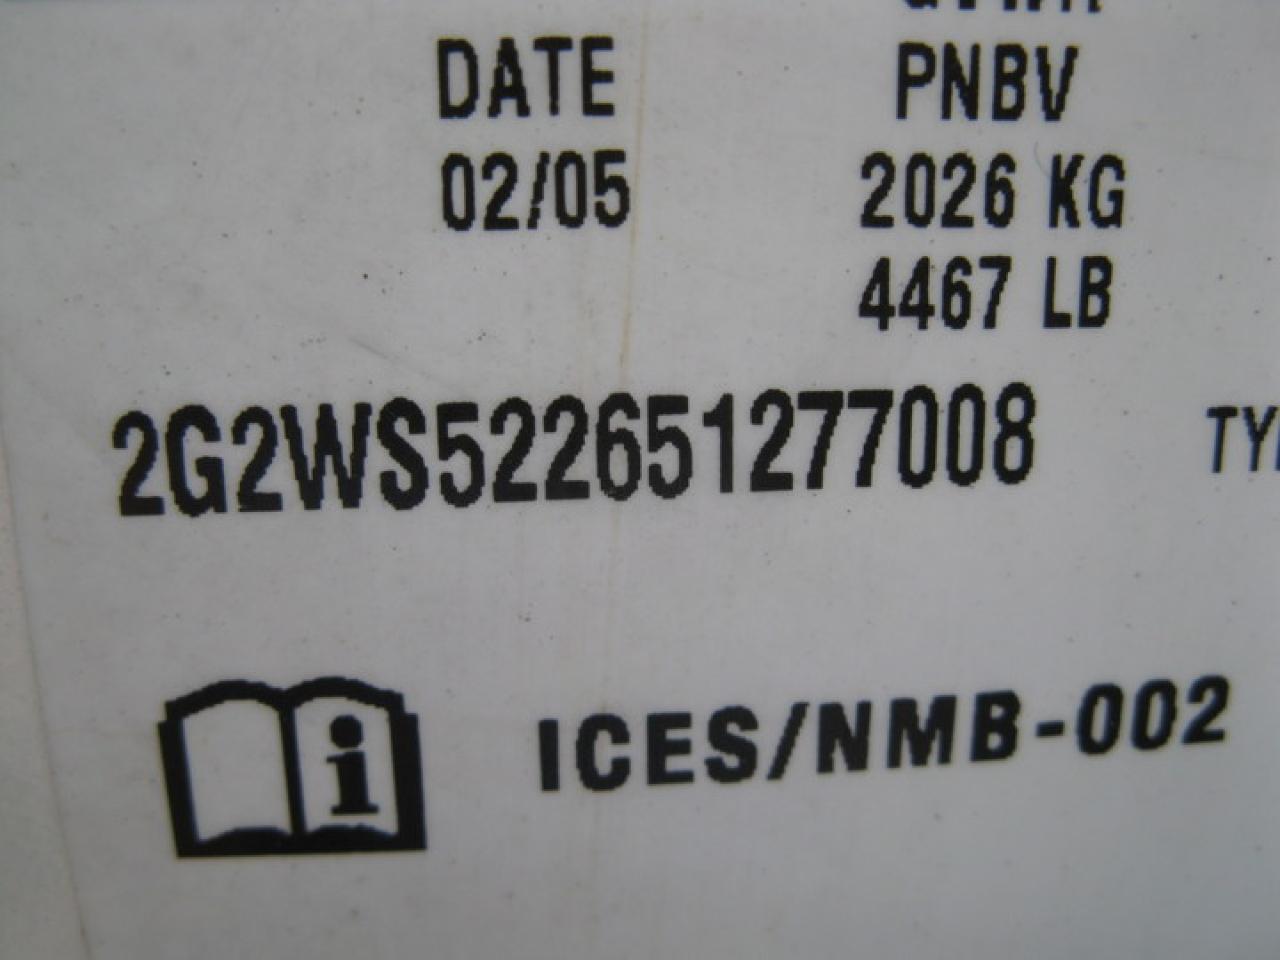 DATE PNBV
02/05 2026 KG
4467 LB
2G2WS522651277008
ICES/NMB-002